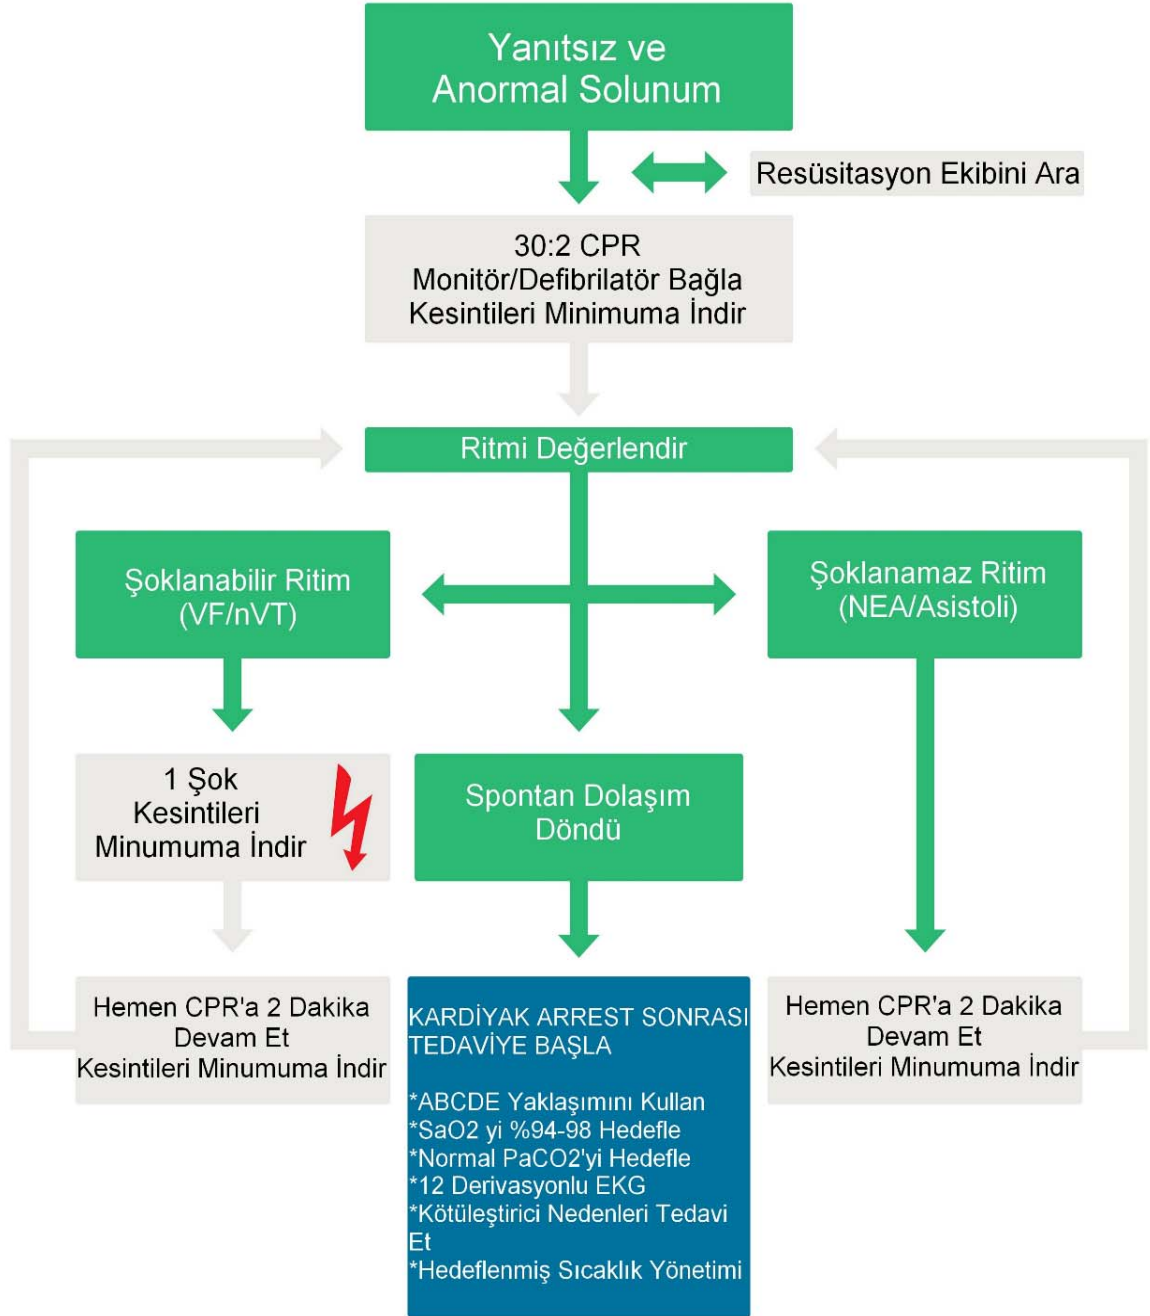 Yanıtsız ve
Anormal Solunum
Resüsitasyon Ekibini Ara
30:2 CPR
Monitör/Defibrilatör Bağla
Kesintileri Minimuma İndir
Ritmi Değerlendir
Şoklanabilir Ritim
(VF/nVT)
Şoklanamaz Ritim
(NEA/Asistoli)
1 Şok
Kesintileri
Minumuma İndir
Spontan Dolaşım
Döndü
Hemen CPR'a 2 Dakika
Devam Et
Kesintileri Minumuma İndir
KARDİYAK ARREST SONRASI
TEDAVİYE BAŞLA
*ABCDE Yaklaşımını Kullan
*SaO2 yi %94-98 Hedefle
*Normal PaCO2'yi Hedefle
*12 Derivasyonlu EKG
*Kötüleştirici Nedenleri Tedavi
Et
*Hedeflenmiş Sıcaklık Yönetimi
Hemen CPR'a 2 Dakika
Devam Et
Kesintileri Minumuma İndir